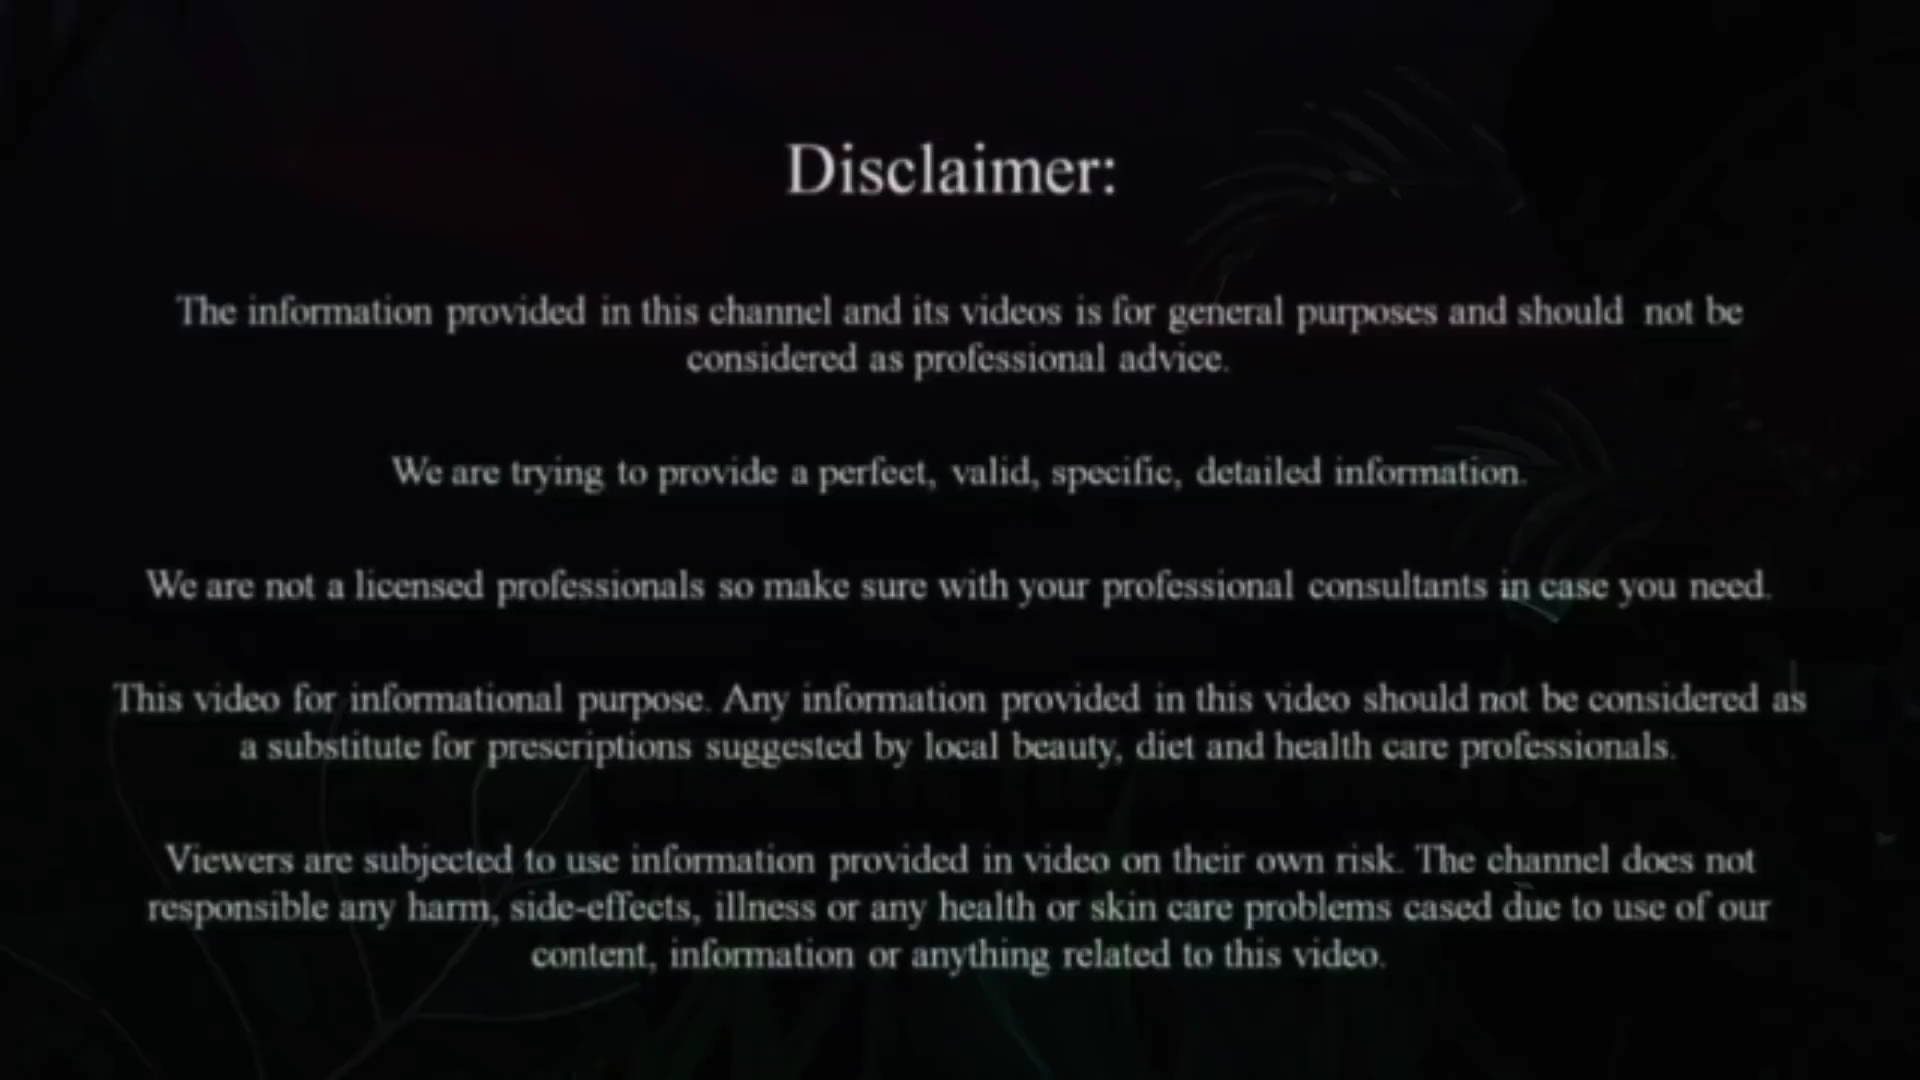 Disclaimer:
The information provided in this channel and its videos is for general purposes and should not be
considered as professional advice.
We are trying to provide a perfect, valid, specific, detailed information.
We are not a licensed professionals so make sure with your professional consultants in case you need.
This video for informational purpose. Any information provided in this video should not be considered as
a substitute for prescriptions suggested by local beauty, diet and health care professionals.
Viewers are subjected to use information provided in video on their own risk. The channel does not
responsible any harm, side-effects, illness or any health or skin care problems cased due to use of our
content, information or anything related to this video.